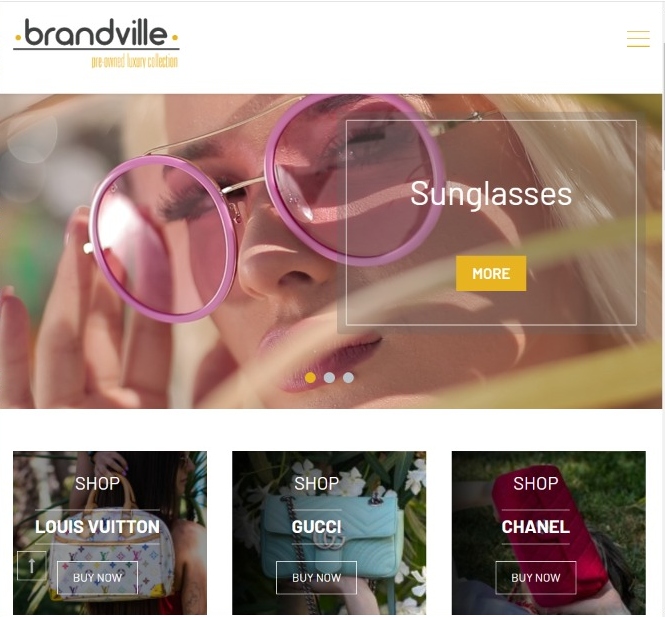 brandville
pre-owned luxury collection
Sunglasses
MORE
SHOP
LOUIS VUITTON
BUY NOW
SHOP
GUCCI
BUY NOW
SHOP
CHANEL
BUY NOW